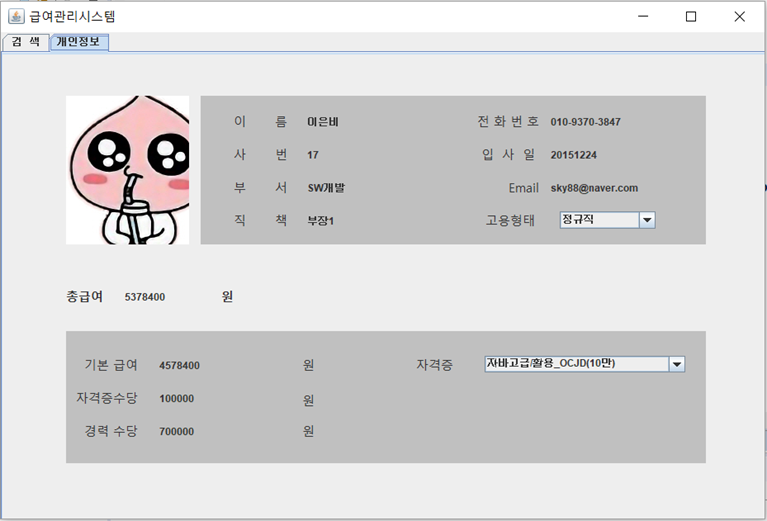 급여관리시스템
검 색 개인정보
이 름 이은비 전 화 번 호 010-9370-3847
사 번 17 입 사 일 20151224
부 서 SW개발 Email sky88@naver.com
직 책 부장1 고용형태 정규직
총급여 5378400 원
기본 급여 4578400 원 자격증 자바고급/활용_OCJD(10만)
자격증수당 100000 원
경력 수당 700000 원